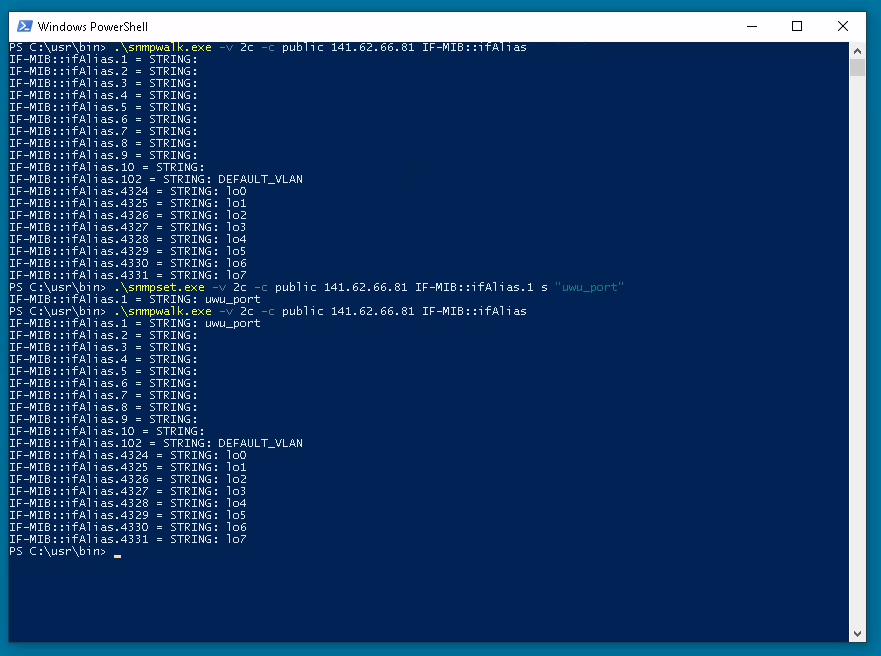 Windows PowerShell
PS C:\usr\bin> .\snmpwalk.exe -v 2c -c public 141.62.66.81 IF-MIB::ifAlias
IF-MIB::ifAlias.1 = STRING:
IF-MIB::ifAlias.2 = STRING:
IF-MIB::ifAlias.3 = STRING:
IF-MIB::ifAlias.4 = STRING:
IF-MIB::ifAlias.5 = STRING:
IF-MIB::ifAlias.6 = STRING:
IF-MIB::ifAlias.7 = STRING:
IF-MIB::ifAlias.8 = STRING:
IF-MIB::ifAlias.9 = STRING:
IF-MIB::ifAlias.10 = STRING:
IF-MIB::ifAlias.102 = STRING: DEFAULT_VLAN
IF-MIB::ifAlias.4324 = STRING: lo0
IF-MIB::ifAlias.4325 = STRING: lo1
IF-MIB::ifAlias.4326 = STRING: lo2
IF-MIB::ifAlias.4327 = STRING: lo3
IF-MIB::ifAlias.4328 = STRING: lo4
IF-MIB::ifAlias.4329 = STRING: lo5
IF-MIB::ifAlias.4330 = STRING: lo6
IF-MIB::ifAlias.4331 = STRING: lo7
PS C:\usr\bin> .\snmpset.exe -v 2c -c public 141.62.66.81 IF-MIB::ifAlias.1 s "uwu_port"
IF-MIB::ifAlias.1 = STRING: uwu_port
PS C:\usr\bin> .\snmpwalk.exe -v 2c -c public 141.62.66.81 IF-MIB::ifAlias
IF-MIB::ifAlias.1 = STRING: uwu_port
IF-MIB::ifAlias.2 = STRING:
IF-MIB::ifAlias.3 = STRING:
IF-MIB::ifAlias.4 = STRING:
IF-MIB::ifAlias.5 = STRING:
IF-MIB::ifAlias.6 = STRING:
IF-MIB::ifAlias.7 = STRING:
IF-MIB::ifAlias.8 = STRING:
IF-MIB::ifAlias.9 = STRING:
IF-MIB::ifAlias.10 = STRING:
IF-MIB::ifAlias.102 = STRING: DEFAULT_VLAN
IF-MIB::ifAlias.4324 = STRING: lo0
IF-MIB::ifAlias.4325 = STRING: lo1
IF-MIB::ifAlias.4326 = STRING: lo2
IF-MIB::ifAlias.4327 = STRING: lo3
IF-MIB::ifAlias.4328 = STRING: lo4
IF-MIB::ifAlias.4329 = STRING: lo5
IF-MIB::ifAlias.4330 = STRING: lo6
IF-MIB::ifAlias.4331 = STRING: lo7
PS C:\usr\bin> _